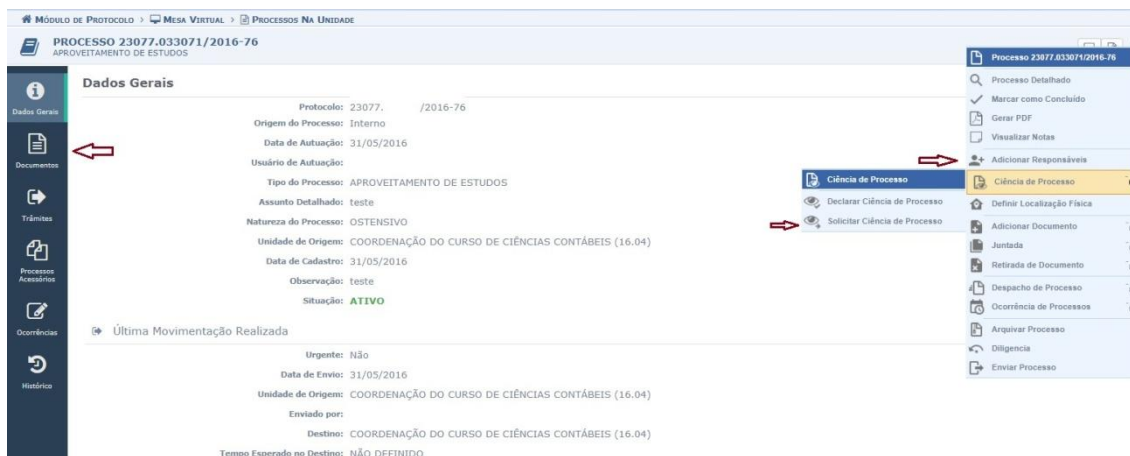 MÓDULO DE PROTOCOLO > MESA VIRTUAL > PROCESSOS NA UNIDADE
PROCESSO 23077.033071/2016-76
APROVEITAMENTO DE ESTUDOS
Dados Gerais
Documentos
Trâmites
Processos
Acessórios
Ocorrências
Histórico
Dados Gerais
Protocolo: 23077. /2016-76
Origem do Processo: Interno
Data de Autuação: 31/05/2016
Usuário de Autuação:
Tipo do Processo: APROVEITAMENTO DE ESTUDOS
Assunto Detalhado: teste
Natureza do Processo: OSTENSIVO
Unidade de Origem: COORDENAÇÃO DO CURSO DE CIÊNCIAS CONTÁBEIS (16.04)
Data de Cadastro: 31/05/2016
Observação: teste
Situação: ATIVO
Última Movimentação Realizada
Urgente: Não
Data de Envio: 31/05/2016
Unidade de Origem: COORDENAÇÃO DO CURSO DE CIÊNCIAS CONTÁBEIS (16.04)
Enviado por:
Destino: COORDENAÇÃO DO CURSO DE CIÊNCIAS CONTÁBEIS (16.04)
Tempo Esperado no Destino: NÃO DEFINIDO
Ciência de Processo
Declarar Ciência de Processo
Solicitar Ciência de Processo
Processo 23077.033071/2016-76
Processo Detalhado
Marcar como Concluído
Gerar PDF
Visualizar Notas
Adicionar Responsáveis
Ciência de Processo
Definir Localização Física
Adicionar Documento
Juntada
Retirada de Documento
Despacho de Processo
Ocorrência de Processos
Arquivar Processo
Diligencia
Enviar Processo